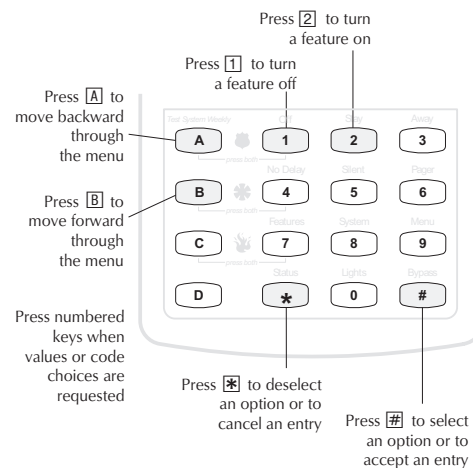 Press 2 to turn
a feature on
Press 1 to turn
a feature off
Press A to
move backward
through
the menu
Press B to
move forward
through
the menu
Press numbered
keys when
values or code
choices are
requested
Test System Weekly Off Stay Away
A 1 2 3
press both
No Delay Silent Pager
B 4 5 6
press both
Features System Menu
C 7 8 9
press both
Status Lights Bypass
D * 0 #
Press * to deselect
an option or to
cancel an entry
Press # to select
an option or to
accept an entry